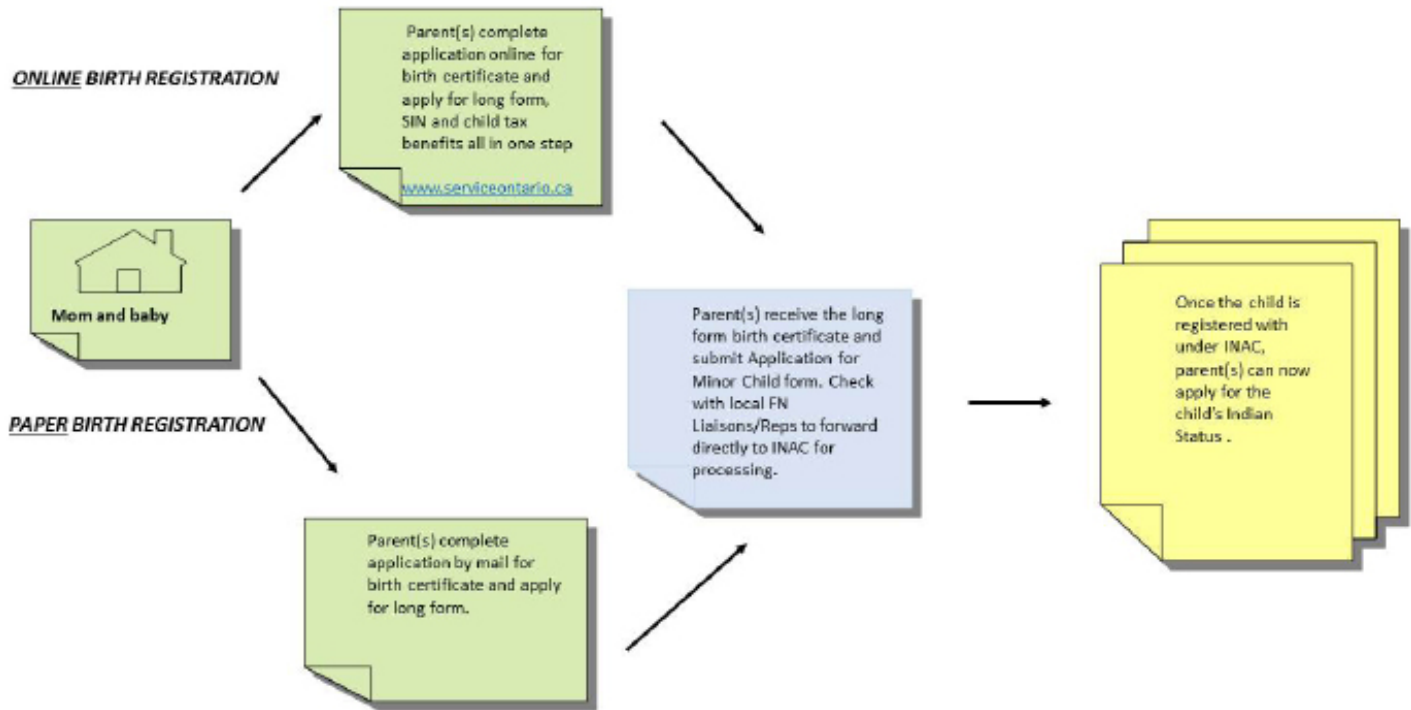 ONLINE BIRTH REGISTRATION
Parent(s) complete
application online for
birth certificate and
apply for long form,
SIN and child tax
benefits all in one step
www.serviceontario.ca
Mom and baby
PAPER BIRTH REGISTRATION
Parent(s) complete
application by mail for
birth certificate and apply
for long form.
Parent(s) receive the long
form birth certificate and
submit Application for
Minor Child form. Check
with local FN
Liaisons/Reps to forward
directly to INAC for
processing.
Once the child is
registered with
under INAC,
parent(s) can now
apply for the
child's Indian
Status .